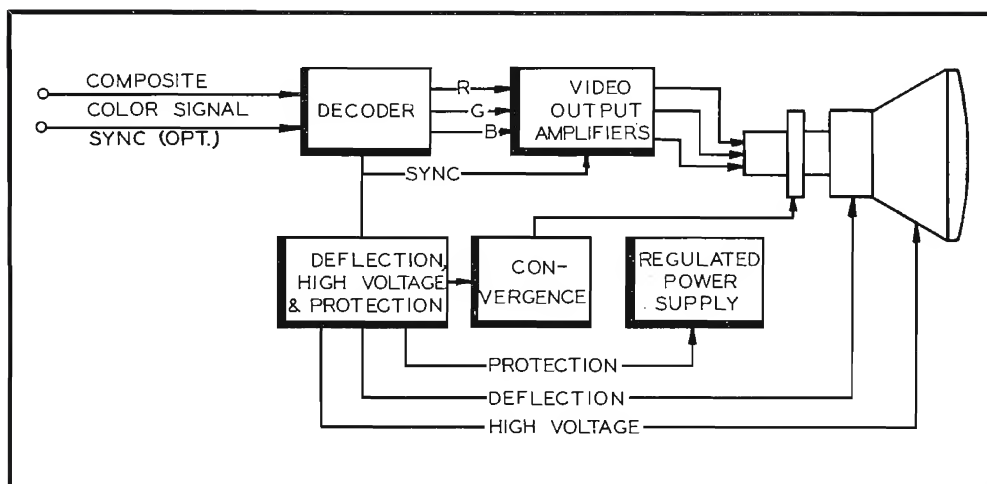 COMPOSITE
COLOR SIGNAL
SYNC (OPT.)
DECODER
R
G
B
VIDEO
OUTPUT
AMPLIFIERS
SYNC
DEFLECTION,
HIGH VOLTAGE
& PROTECTION
CON-
VERGENCE
REGULATED
POWER
SUPPLY
PROTECTION
DEFLECTION
HIGH VOLTAGE